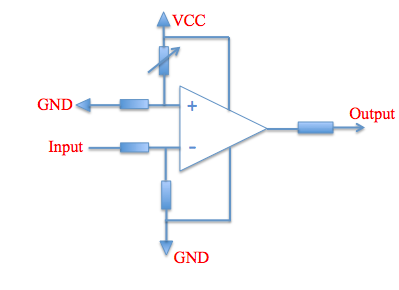 VCC
GND
+
Output
Input
-
GND